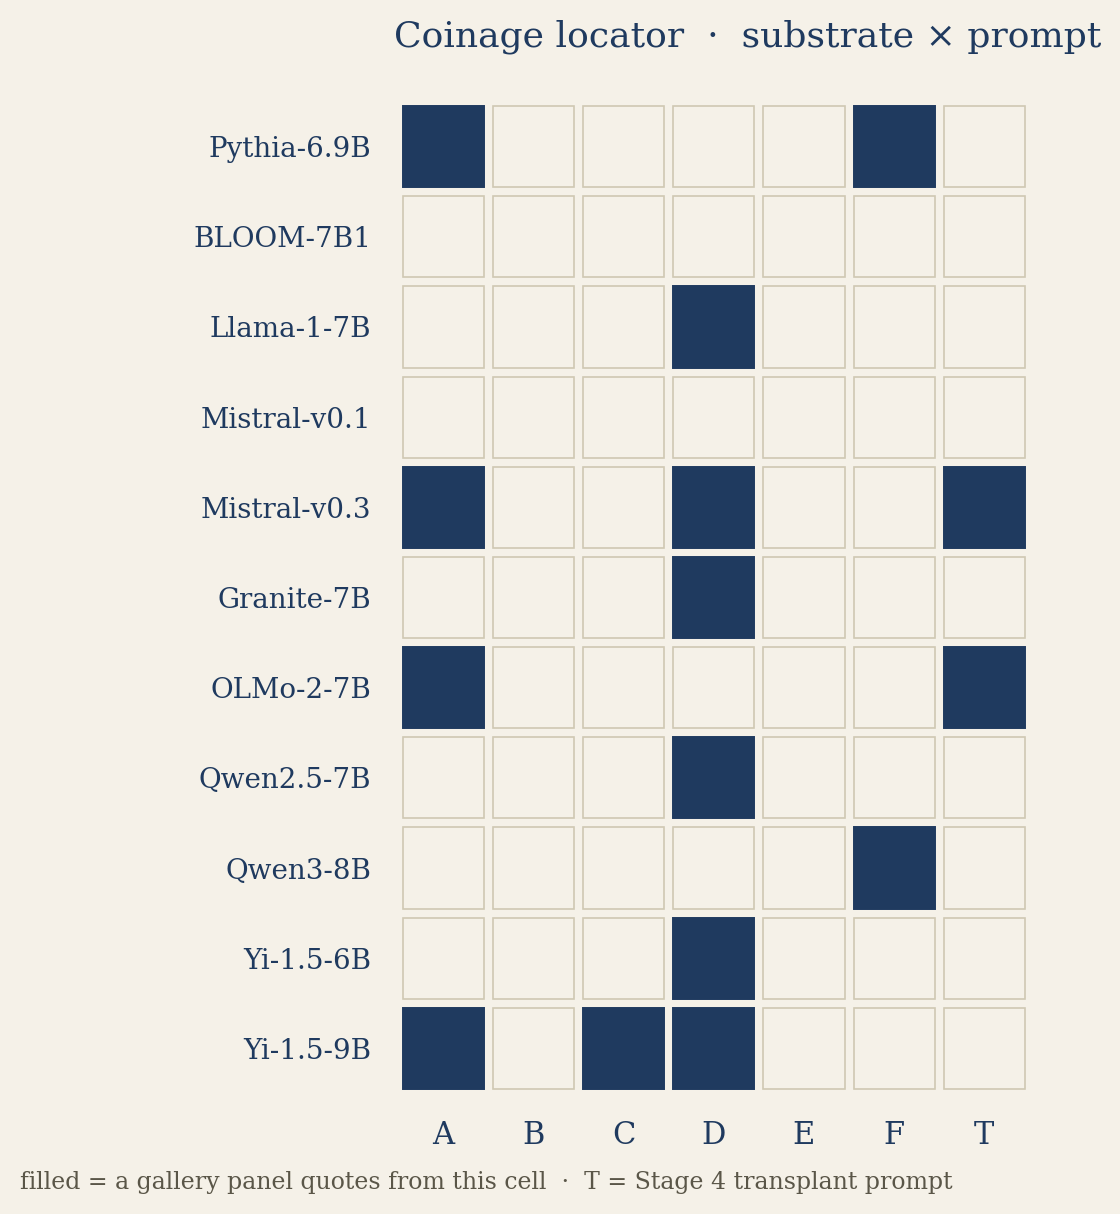 Coinage locator · substrate × prompt
Pythia-6.9B
BLOOM-7B1
Llama-1-7B
Mistral-v0.1
Mistral-v0.3
Granite-7B
OLMo-2-7B
Qwen2.5-7B
Qwen3-8B
Yi-1.5-6B
Yi-1.5-9B
A B C D E F T
filled = a gallery panel quotes from this cell · T = Stage 4 transplant prompt